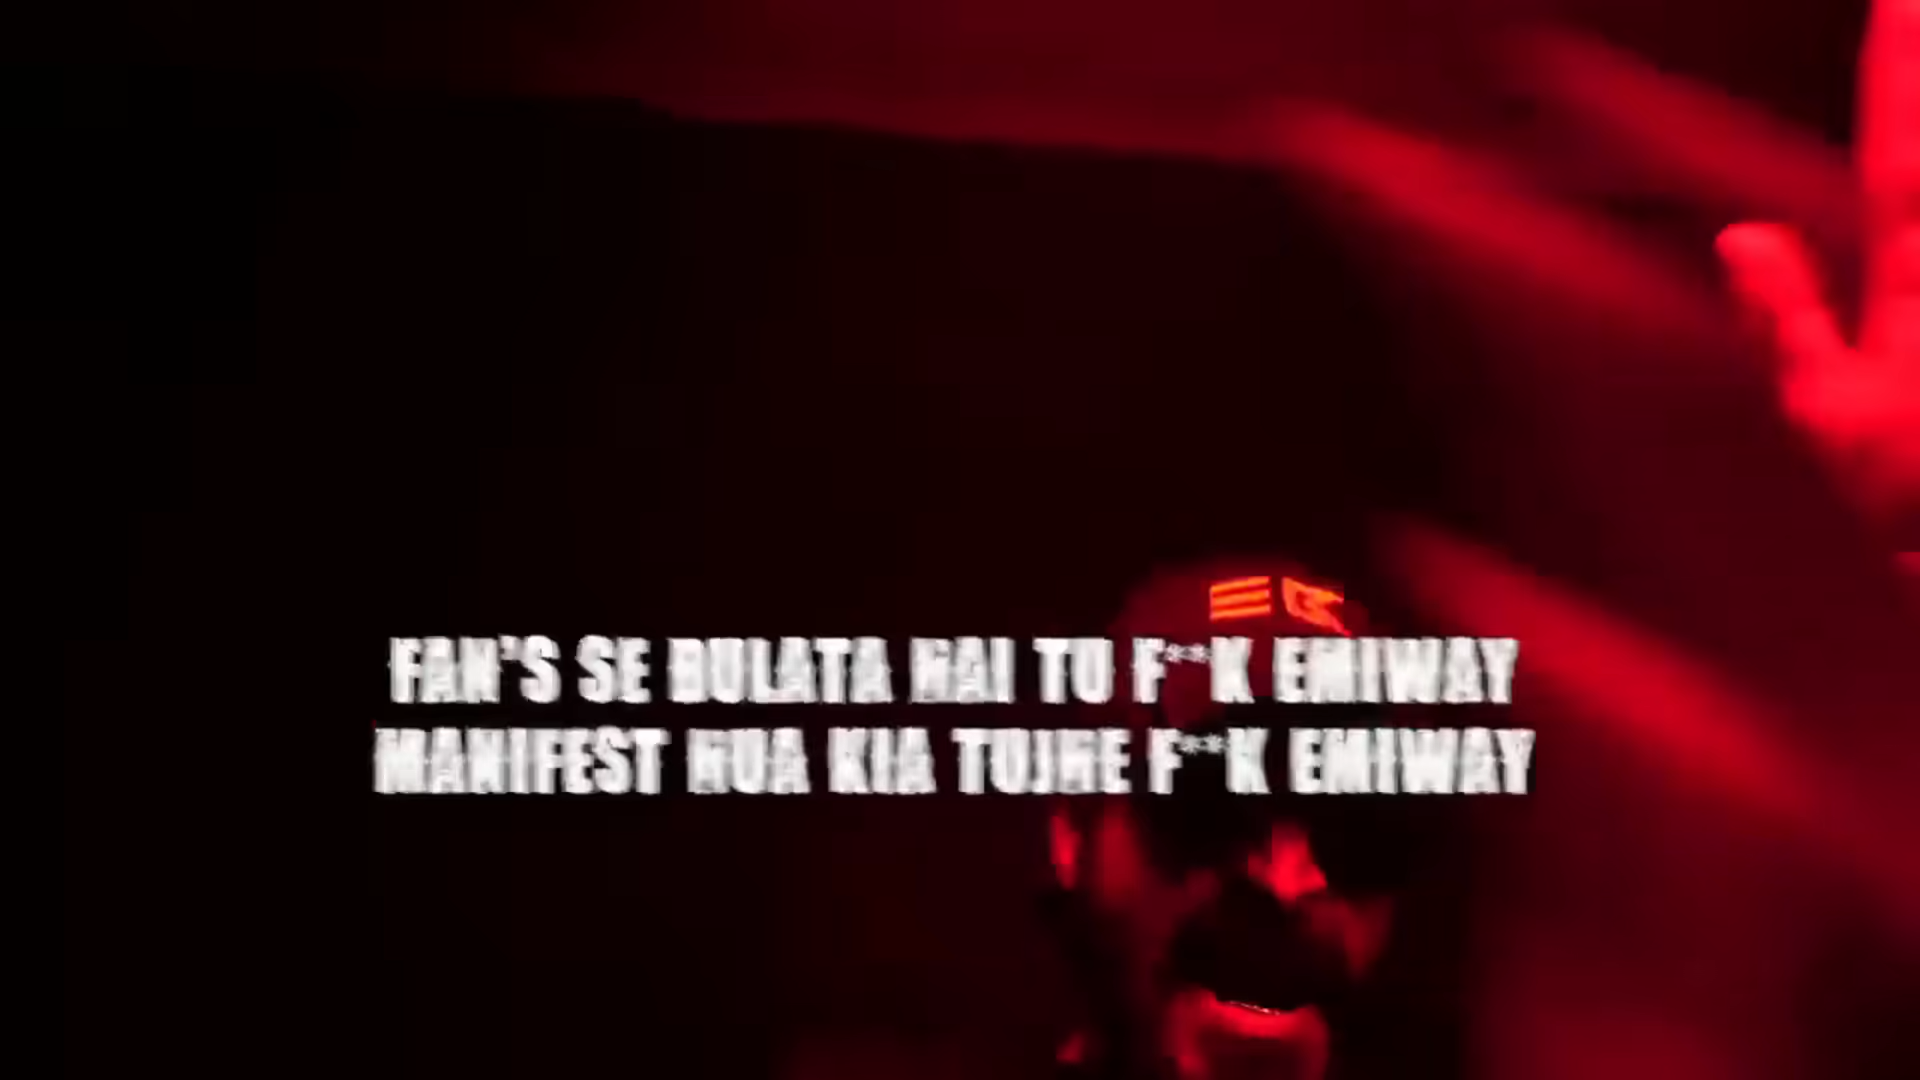 FAN'S SE BULATA HAI TU F**K EMIWAY
MANIFEST HUA KIA TUJHE F**K EMIWAY